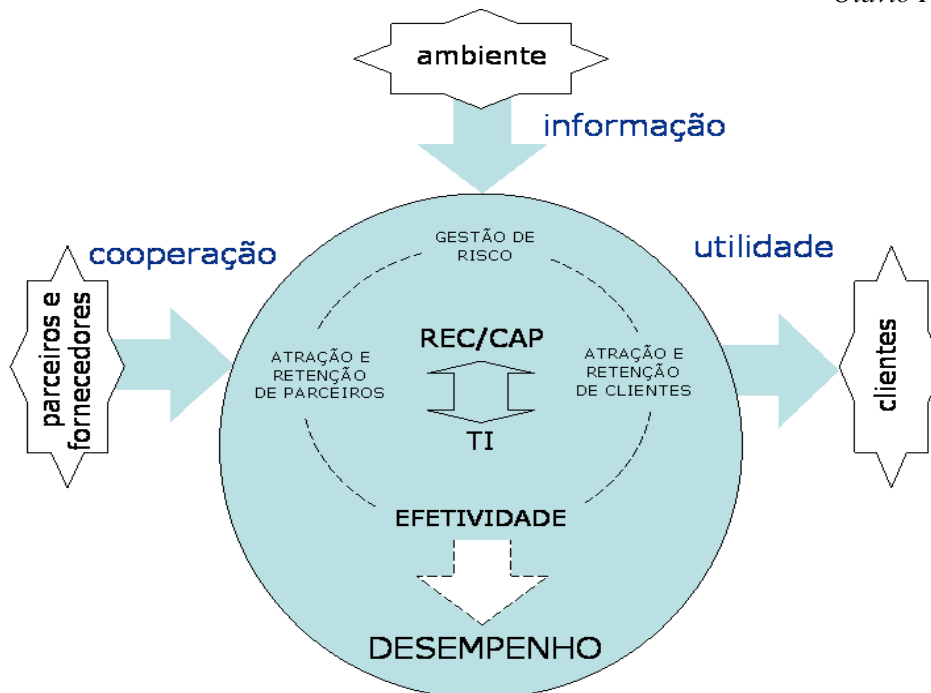 ambiente
informação
cooperação
utilidade
parceiros e
fornecedores
clientes
GESTÃO DE
RISCO
REC/CAP
ATRAÇÃO E
RETENÇÃO
DE PARCEIROS
ATRAÇÃO E
RETENÇÃO
DE CLIENTES
TI
EFETIVIDADE
DESEMPENHO